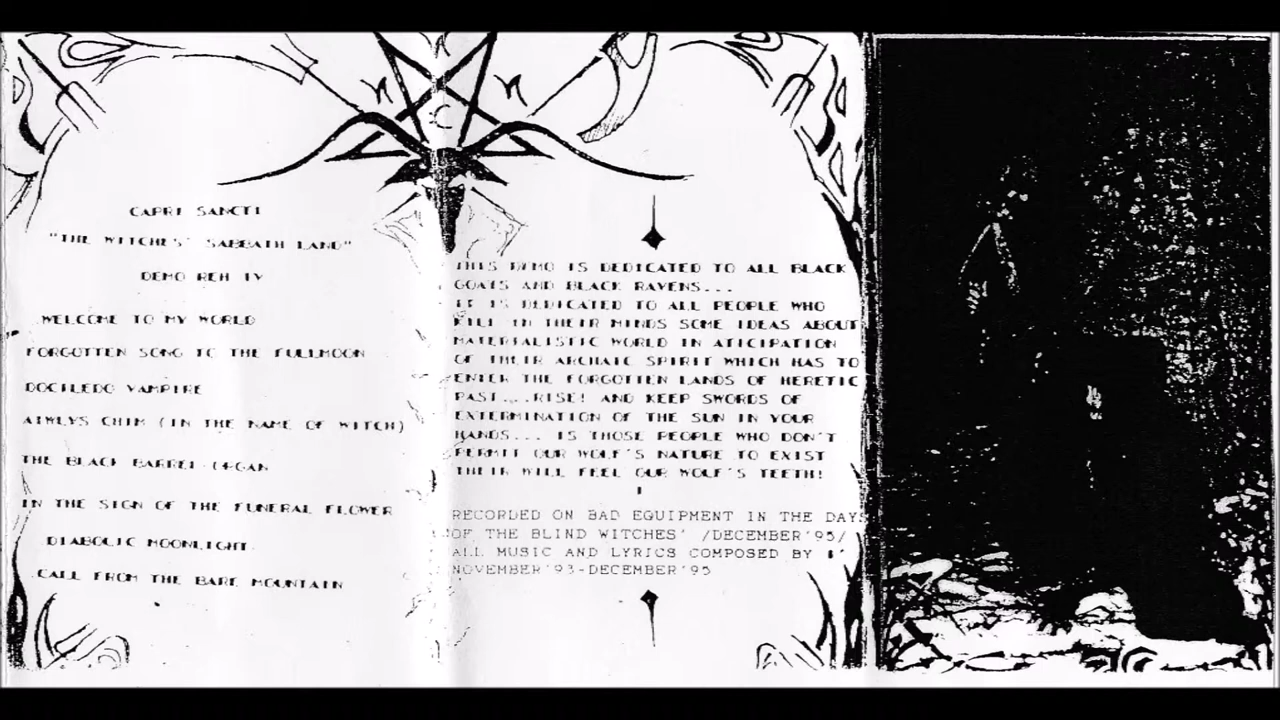 CAPRI SANCTI
"THE WITCHES' SABBATH LAND"
DEMO REH IV
WELCOME TO MY WORLD
FORGOTTEN SONG TO THE FULLMOON
VAMPIRE
(IN THE NAME OF WITCH)
THE BLACK BARREL-ORGAN
IN THE SIGN OF THE FUNERAL FLOWER
DIABOLIC MOONLIGHT
CALL FROM THE BARE MOUNTAIN
THIS DEMO IS DEDICATED TO ALL BLACK
GOATS AND BLACK RAVENS...
IT IS DEDICATED TO ALL PEOPLE WHO
KILL IN THEIR MINDS SOME IDEAS ABOUT
MATERIALISTIC WORLD IN ATICIPATION
OF THEIR ARCHAIC SPIRIT WHICH HAS TO
ENTER THE FORGOTTEN LANDS OF HERETIC
PAST...RISE! AND KEEP SWORDS OF
EXTERMINATION OF THE SUN IN YOUR
HANDS... IS THOSE PEOPLE WHO DON'T
PERMIT OUR WOLF'S NATURE TO EXIST
THEIR WILL FEEL OUR WOLF'S TEETH!
RECORDED ON BAD EQUIPMENT IN THE DAYS
OF THE BLIND WITCHES' /DECEMBER'95/
ALL MUSIC AND LYRICS COMPOSED BY
NOVEMBER'93-DECEMBER'95